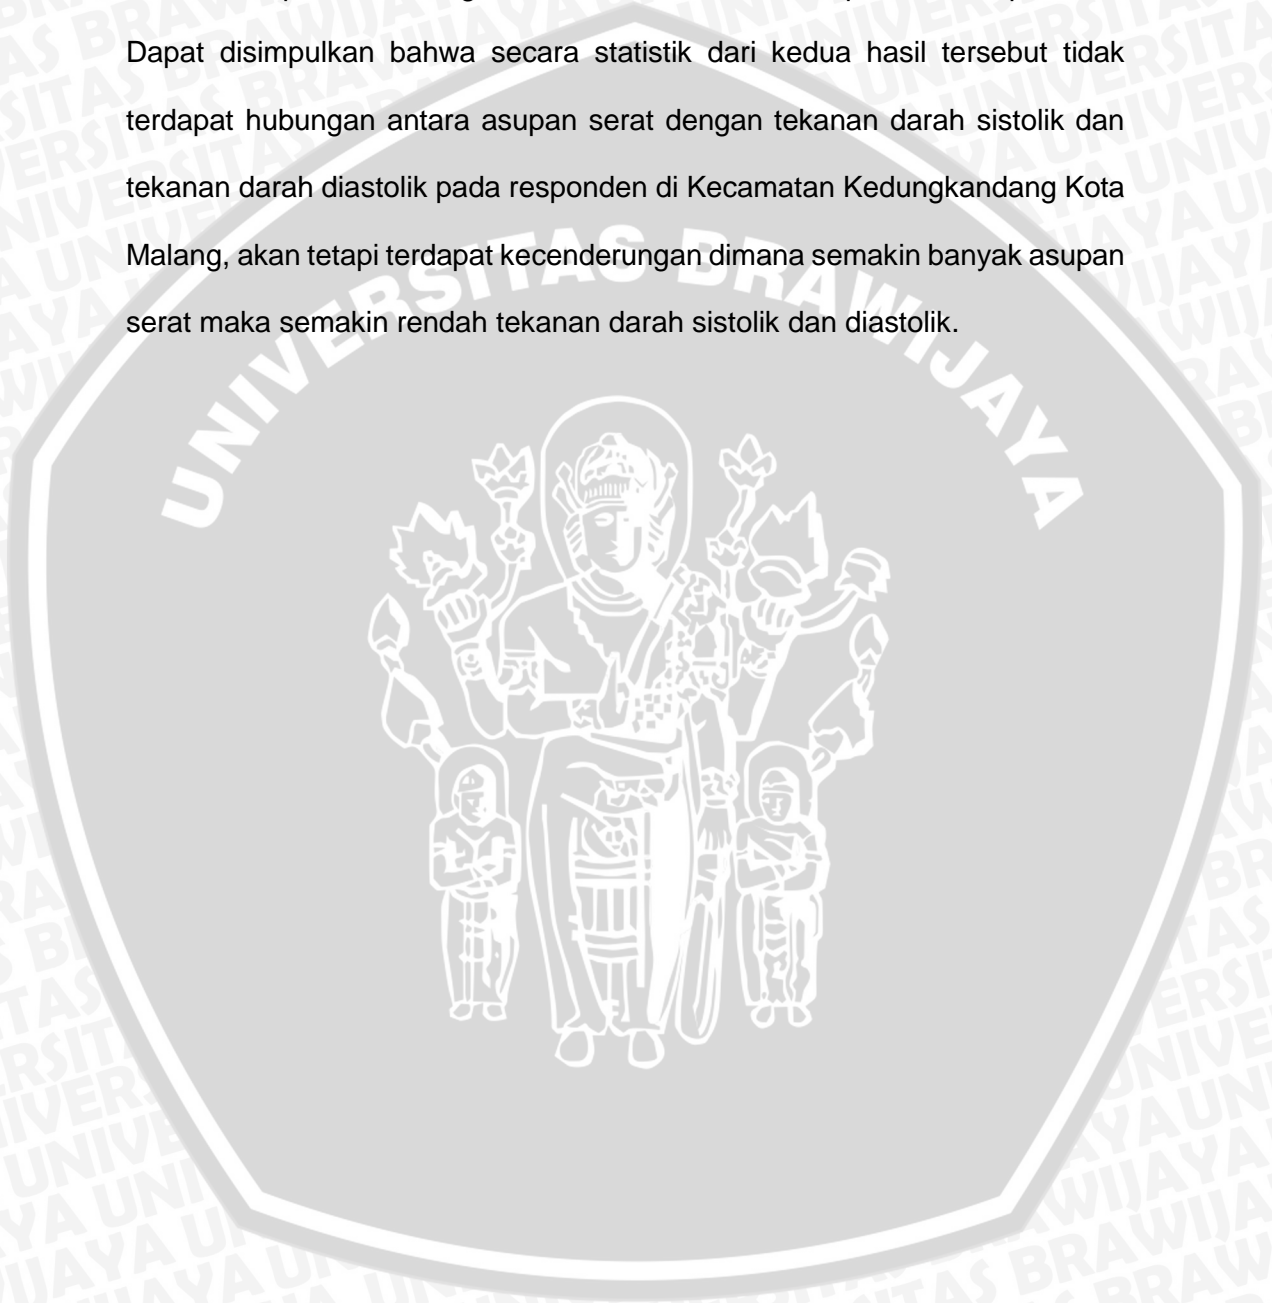 Dapat disimpulkan bahwa secara statistik dari kedua hasil tersebut tidak
terdapat hubungan antara asupan serat dengan tekanan darah sistolik dan
tekanan darah diastolik pada responden di Kecamatan Kedungkandang Kota
Malang, akan tetapi terdapat kecenderungan dimana semakin banyak asupan
serat maka semakin rendah tekanan darah sistolik dan diastolik.
UNIVERSITAS BRAWIJAYA